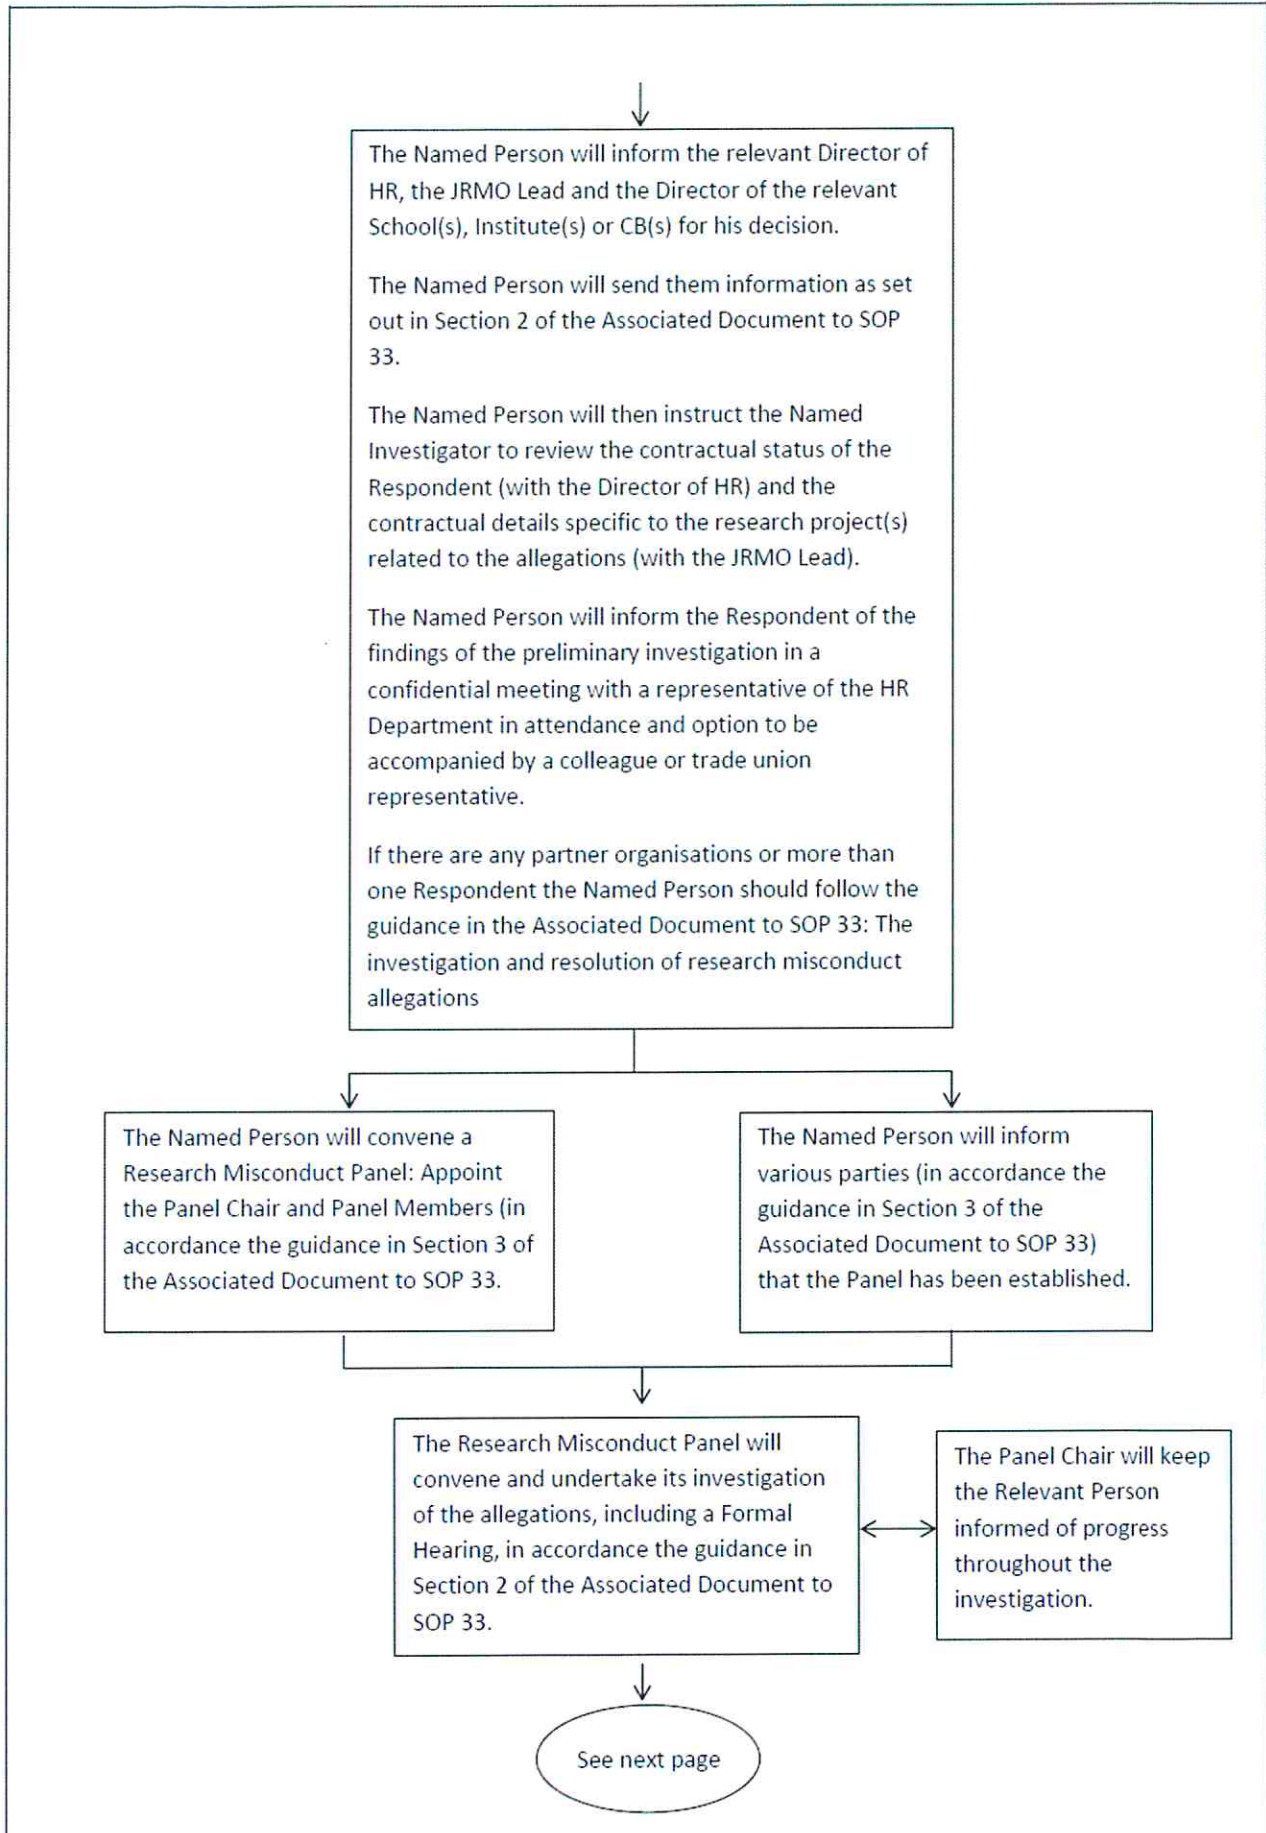 The Named Person will inform the relevant Director of
HR, the JRMO Lead and the Director of the relevant
School(s), Institute(s) or CB(s) for his decision.
The Named Person will send them information as set
out in Section 2 of the Associated Document to SOP
33.
The Named Person will then instruct the Named
Investigator to review the contractual status of the
Respondent (with the Director of HR) and the
contractual details specific to the research project(s)
related to the allegations (with the JRMO Lead).
The Named Person will inform the Respondent of the
findings of the preliminary investigation in a
confidential meeting with a representative of the HR
Department in attendance and option to be
accompanied by a colleague or trade union
representative.
If there are any partner organisations or more than
one Respondent the Named Person should follow the
guidance in the Associated Document to SOP 33: The
investigation and resolution of research misconduct
allegations
The Named Person will convene a
Research Misconduct Panel: Appoint
the Panel Chair and Panel Members (in
accordance the guidance in Section 3 of
the Associated Document to SOP 33.
The Named Person will inform
various parties (in accordance the
guidance in Section 3 of the
Associated Document to SOP 33)
that the Panel has been established.
The Research Misconduct Panel will
convene and undertake its investigation
of the allegations, including a Formal
Hearing, in accordance the guidance in
Section 2 of the Associated Document to
SOP 33.
The Panel Chair will keep
the Relevant Person
informed of progress
throughout the
investigation.
See next page